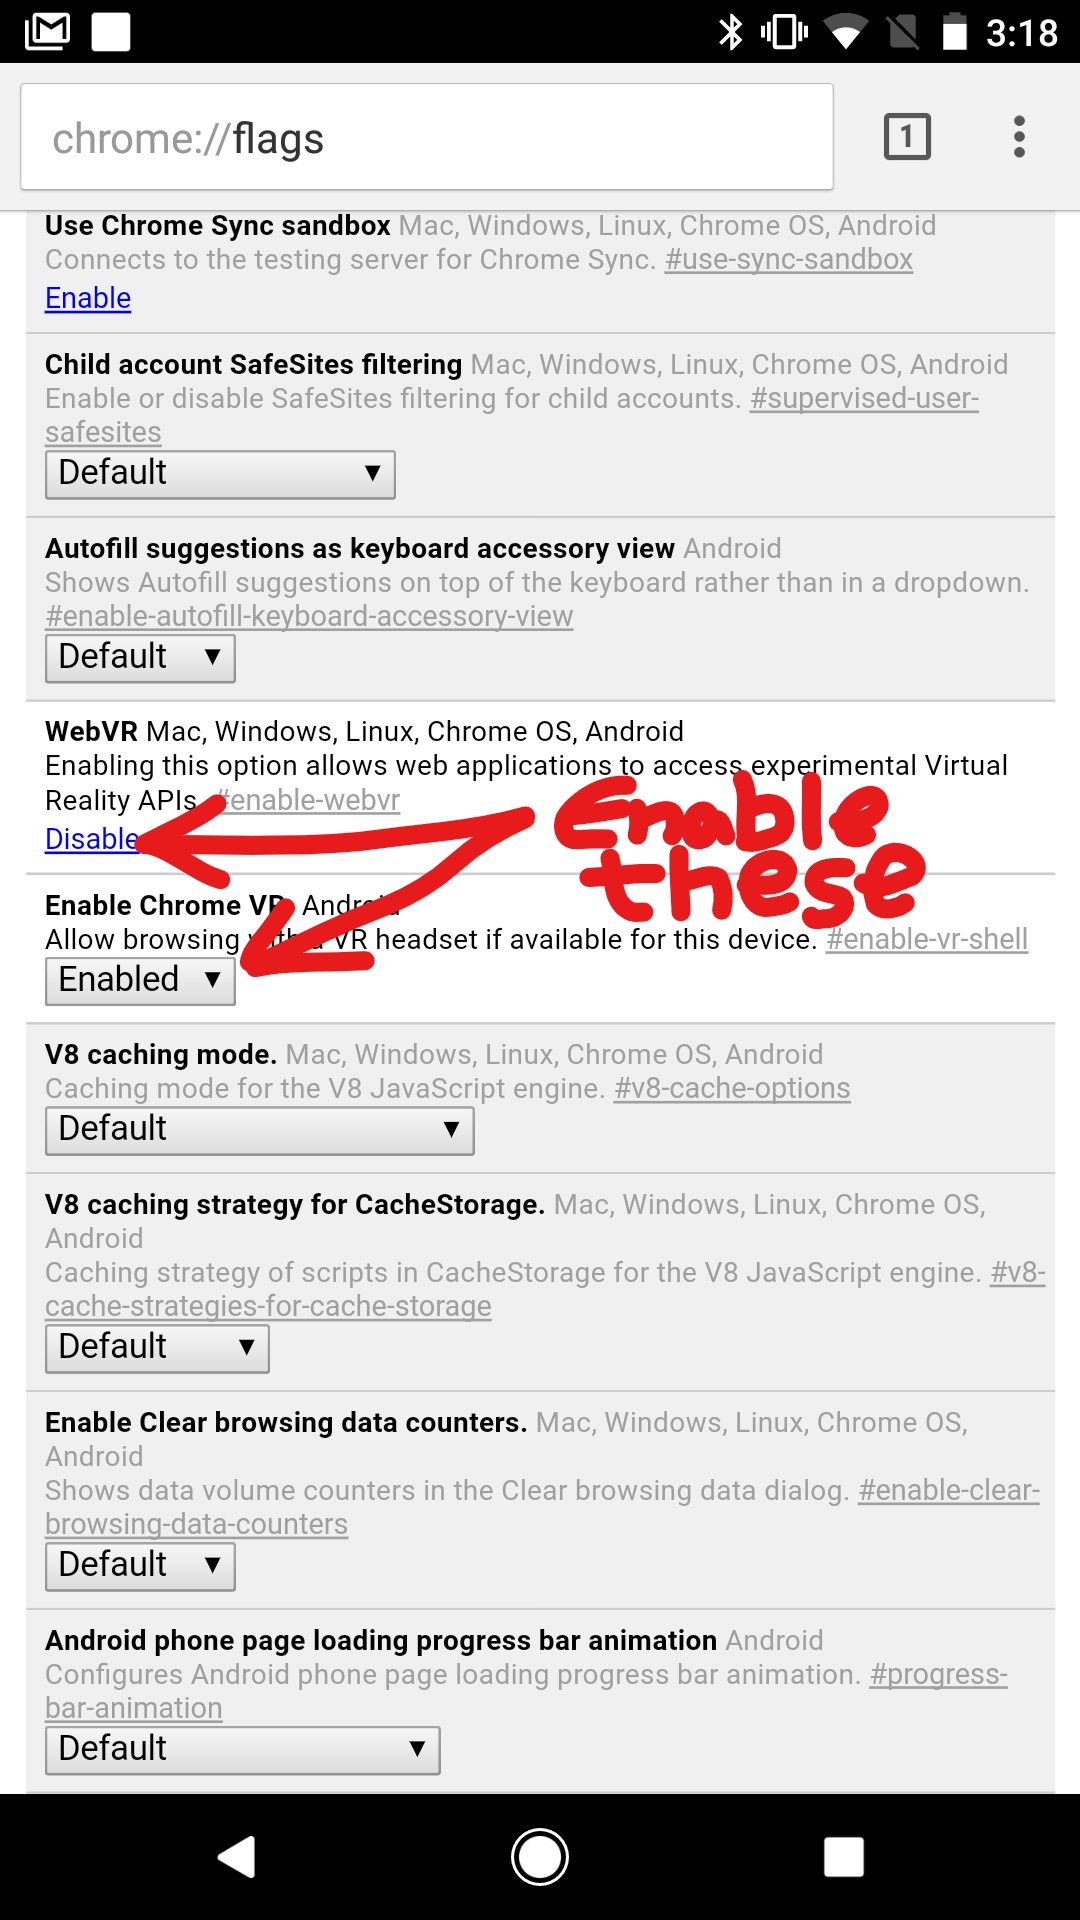 3:18
chrome://flags
1
Use Chrome Sync sandbox Mac, Windows, Linux, Chrome OS, Android
Connects to the testing server for Chrome Sync. #use-sync-sandbox
Enable
Child account SafeSites filtering Mac, Windows, Linux, Chrome OS, Android
Enable or disable SafeSites filtering for child accounts. #supervised-user-
safesites
Default
Autofill suggestions as keyboard accessory view Android
Shows Autofill suggestions on top of the keyboard rather than in a dropdown.
#enable-autofill-keyboard-accessory-view
Default
WebVR Mac, Windows, Linux, Chrome OS, Android
Enabling this option allows web applications to access experimental Virtual
Reality APIs. #enable-webvr
Disable
Enable
these
Enable Chrome VR. Android
Allow browsing with a VR headset if available for this device. #enable-vr-shell
Enabled
V8 caching mode. Mac, Windows, Linux, Chrome OS, Android
Caching mode for the V8 JavaScript engine. #v8-cache-options
Default
V8 caching strategy for CacheStorage. Mac, Windows, Linux, Chrome OS,
Android
Caching strategy of scripts in CacheStorage for the V8 JavaScript engine. #v8-
cache-strategies-for-cache-storage
Default
Enable Clear browsing data counters. Mac, Windows, Linux, Chrome OS,
Android
Shows data volume counters in the Clear browsing data dialog. #enable-clear-
browsing-data-counters
Default
Android phone page loading progress bar animation Android
Configures Android phone page loading progress bar animation. #progress-
bar-animation
Default